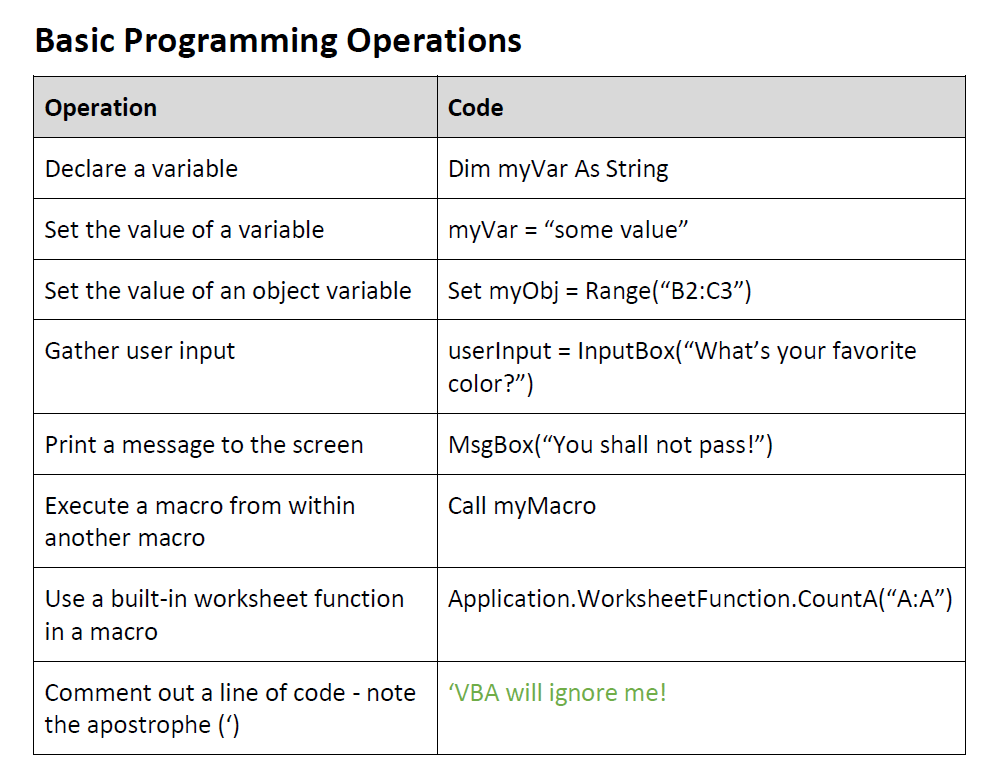 Basic Programming Operations
Operation
Code
Declare a variable
Dim myVar As String
Set the value of a variable
myVar = “some value”
Set the value of an object variable
Set myObj = Range(“B2:C3”)
Gather user input
userInput = InputBox(“What’s your favorite
color?”)
Print a message to the screen
MsgBox(“You shall not pass!”)
Execute a macro from within
another macro
Call myMacro
Use a built-in worksheet function
in a macro
Application.WorksheetFunction.CountA(“A:A”)
Comment out a line of code - note
the apostrophe (‘)
‘VBA will ignore me!